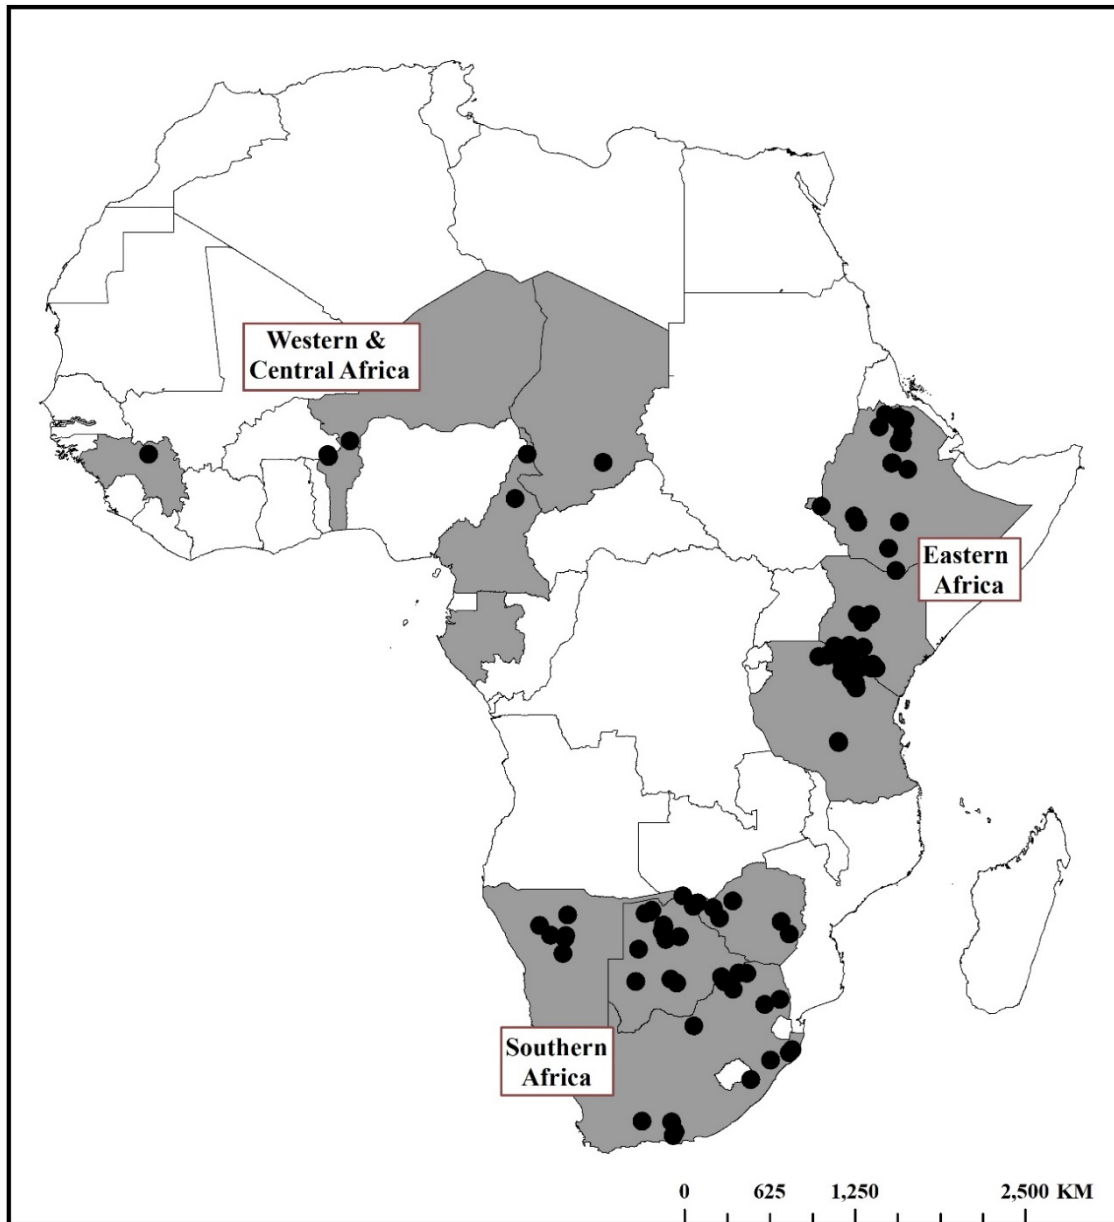 Western &
Central Africa
Eastern
Africa
Southern
Africa
0 625 1,250 2,500 KM